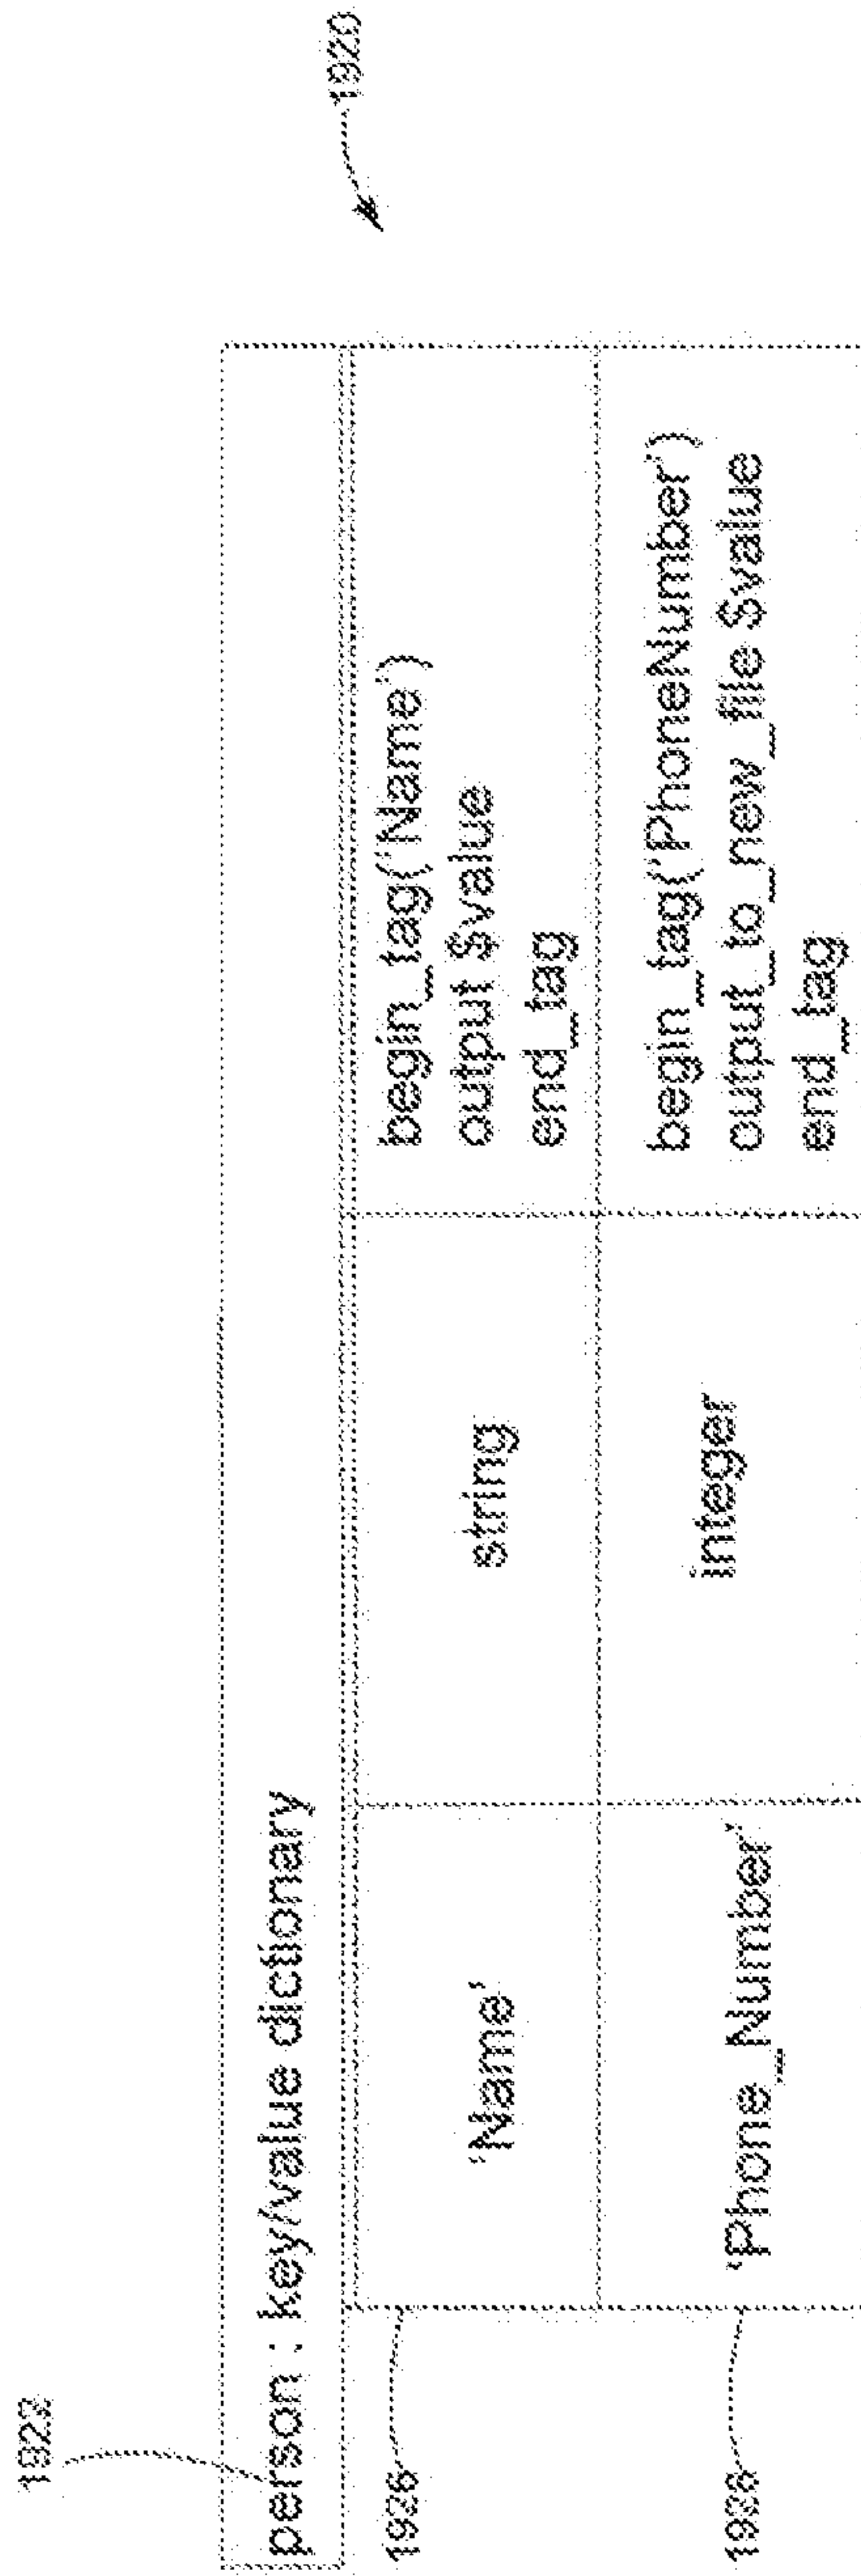 1920
1922
person : key/value dictionary
1926
'Name'
string
begin_tag('Name')
output $value
end_tag
1928
'Phone_Number'
integer
begin_tag('PhoneNumber')
output_to_new_file $value
end_tag